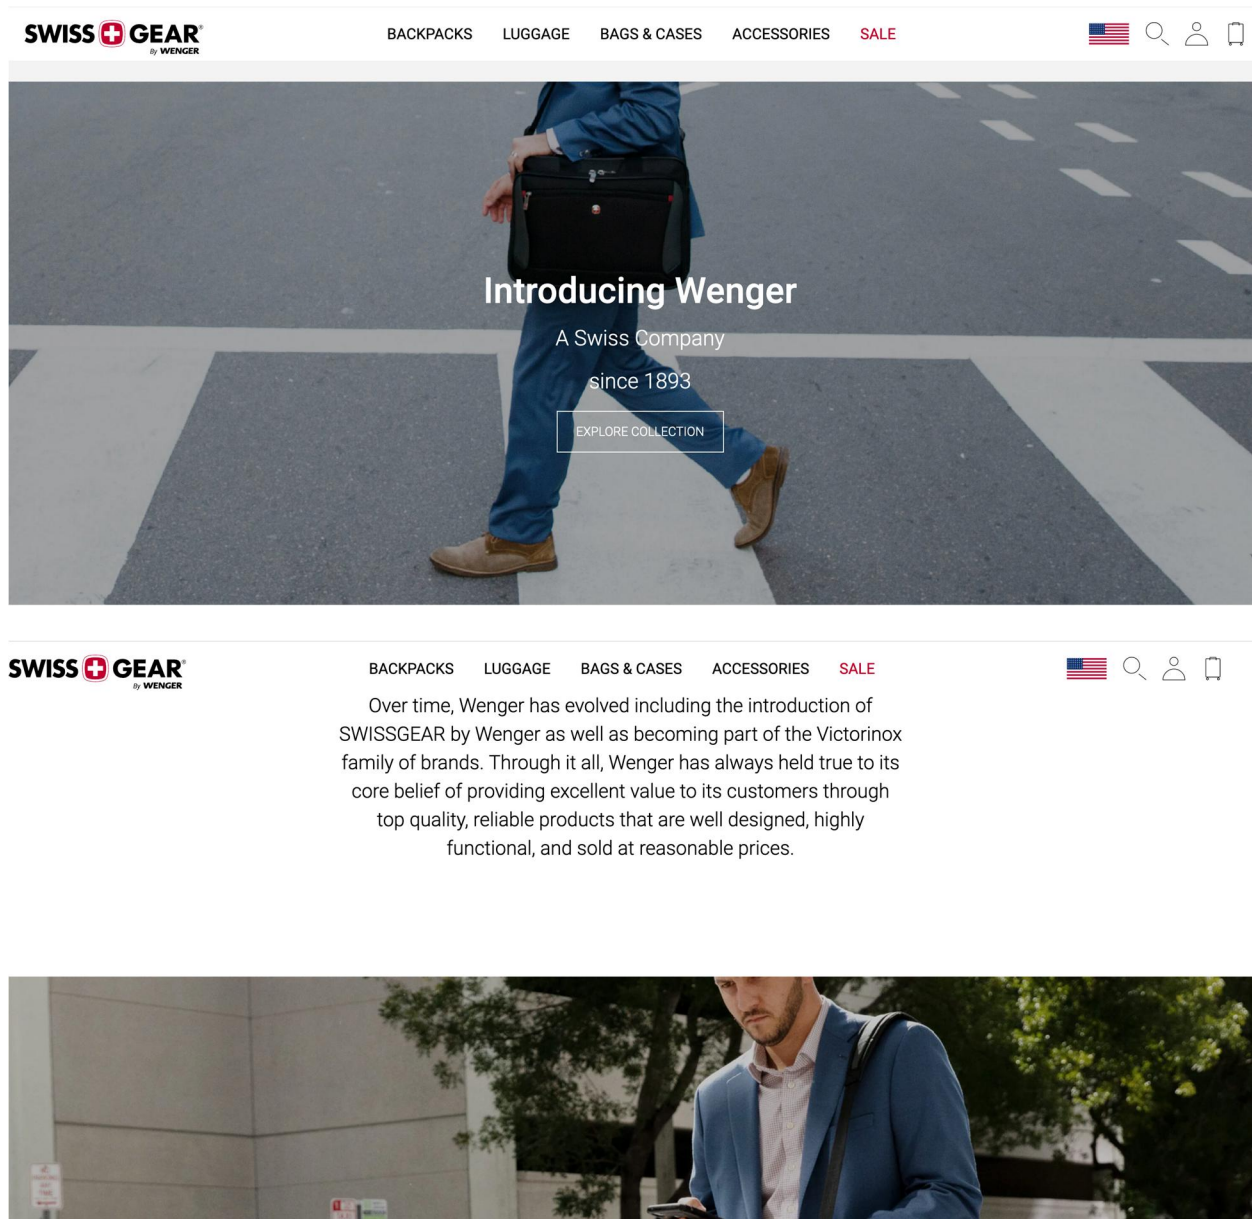 SWISS GEAR®
By WENGER
BACKPACKS LUGGAGE BAGS & CASES ACCESSORIES SALE
Introducing Wenger
A Swiss Company
since 1893
EXPLORE COLLECTION
SWISS GEAR®
By WENGER
BACKPACKS LUGGAGE BAGS & CASES ACCESSORIES SALE
Over time, Wenger has evolved including the introduction of
SWISSGEAR by Wenger as well as becoming part of the Victorinox
family of brands. Through it all, Wenger has always held true to its
core belief of providing excellent value to its customers through
top quality, reliable products that are well designed, highly
functional, and sold at reasonable prices.